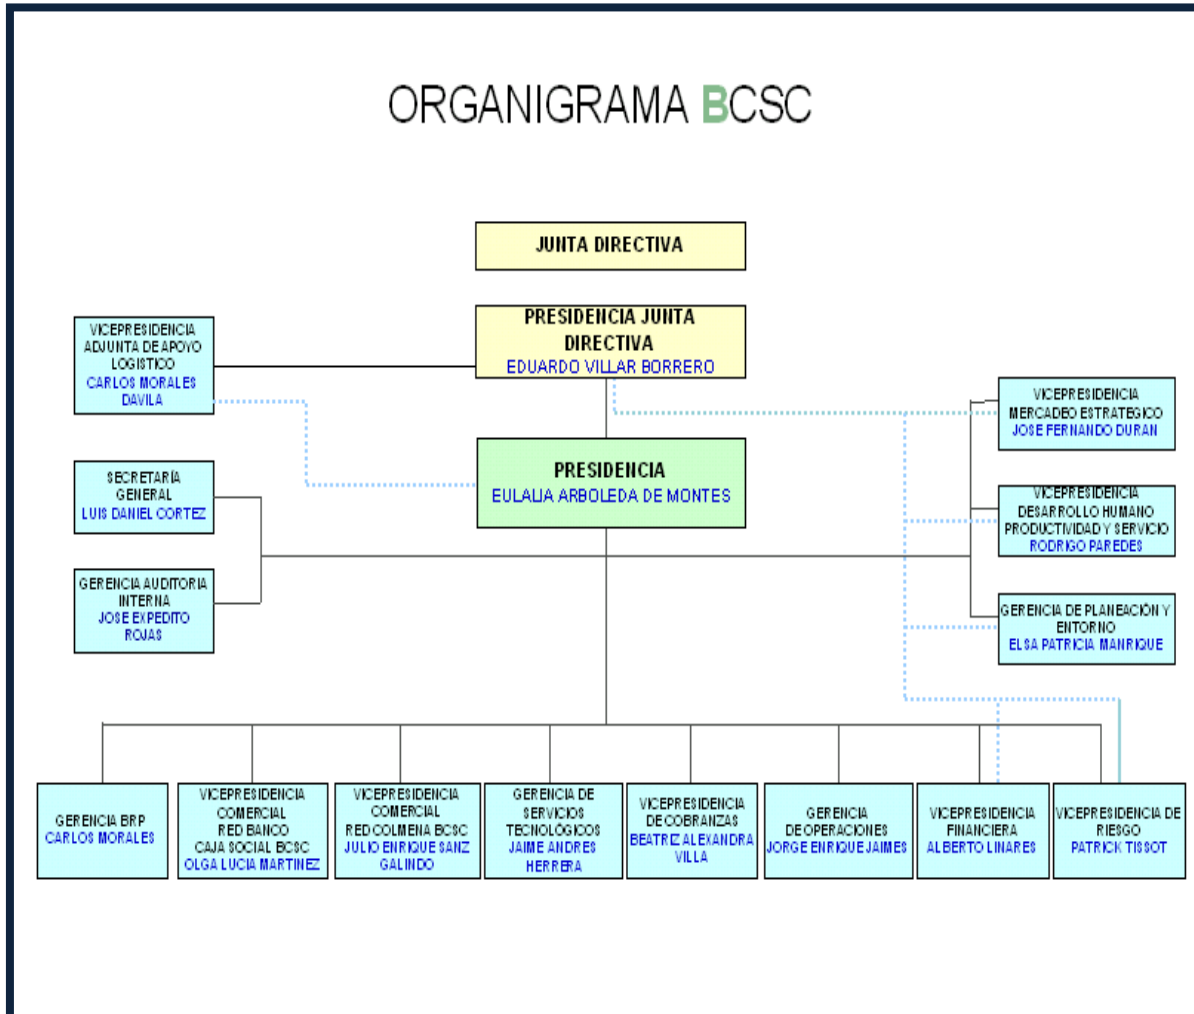 ORGANIGRAMA BCSC
JUNTA DIRECTIVA
PRESIDENCIA JUNTA
DIRECTIVA
EDUARDO VILLAR BORRERO
VICEPRESIDENCIA
ADJUNTA DE APOYO
LOGISTICO
CARLOS MORALES
DAVILA
VICEPRESIDENCIA
MERCADEO ESTRATEGICO
JOSE FERNANDO DURAN
PRESIDENCIA
EULALIA ARBOLEDA DE MONTES
SECRETARÍA
GENERAL
LUIS DANIEL CORTEZ
VICEPRESIDENCIA
DESARROLLO HUMANO
PRODUCTIVIDAD Y SERVICIO
RODRIGO PAREDES
GERENCIA AUDITORIA
INTERNA
JOSE EXPEDITO
ROJAS
GERENCIA DE PLANEACIÓN Y
ENTORNO
ELSA PATRICIA MANRIQUE
GERENCIA BRP
CARLOS MORALES
VICEPRESIDENCIA
COMERCIAL
RED BANCO
CAJA SOCIAL BCSC
OLGA LUCIA MARTINEZ
VICEPRESIDENCIA
COMERCIAL
RED COLMENA BCSC
JULIO ENRIQUE SANZ
GALINDO
GERENCIA DE
SERVICIOS
TECNOLÓGICOS
JAIME ANDRES
HERRERA
VICEPRESIDENCIA
DE COBRANZAS
BEATRIZ ALEXANDRA
VILLA
GERENCIA
DE OPERACIONES
JORGE ENRIQUE JAIMES
VICEPRESIDENCIA
FINANCIERA
ALBERTO LINARES
VICEPRESIDENCIA DE
RIESGO
PATRICK TISSOT